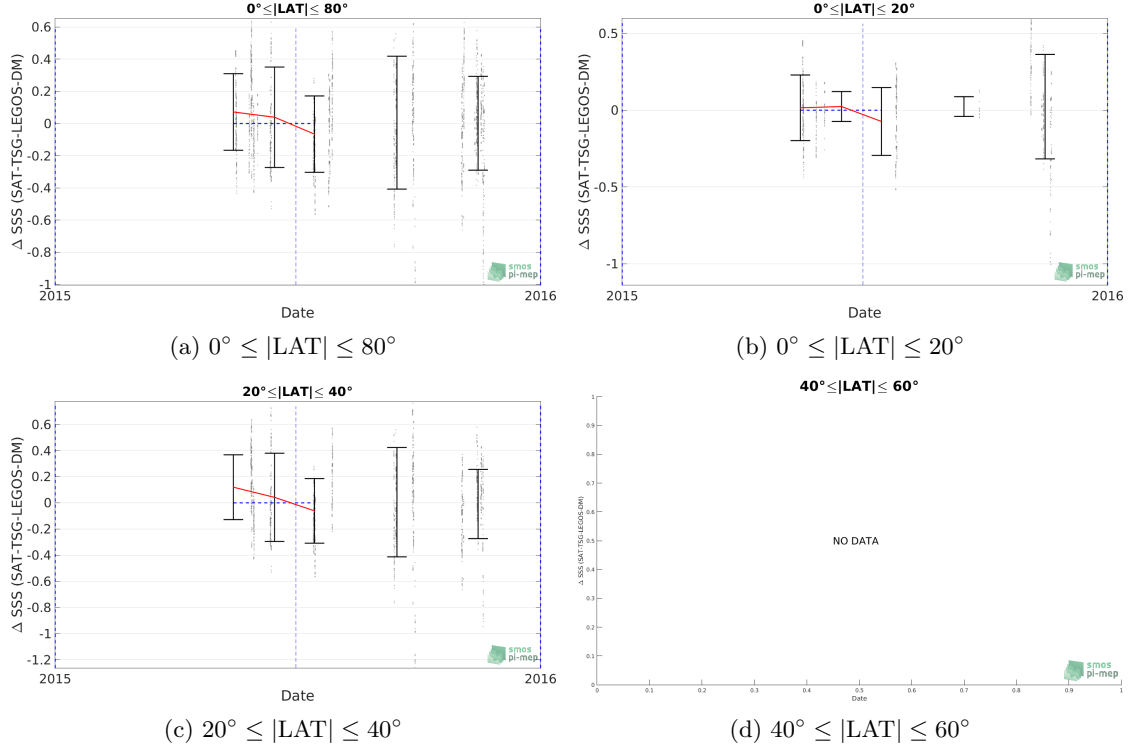 0°≤|LAT|≤ 80°
Δ SSS (SAT-TSG-LEGOS-DM)
0.6
0.4
0.2
0
-0.2
-0.4
-0.6
-0.8
-1
2015
2016
Date
smos
pi-mep
(a) 0° ≤ |LAT| ≤ 80°
0°≤|LAT|≤ 20°
Δ SSS (SAT-TSG-LEGOS-DM)
0.5
0
-0.5
-1
2015
2016
Date
smos
pi-mep
(b) 0° ≤ |LAT| ≤ 20°
20°≤|LAT|≤ 40°
Δ SSS (SAT-TSG-LEGOS-DM)
0.6
0.4
0.2
0
-0.2
-0.4
-0.6
-0.8
-1
-1.2
2015
2016
Date
smos
pi-mep
(c) 20° ≤ |LAT| ≤ 40°
40°≤|LAT|≤ 60°
Δ SSS (SAT-TSG-LEGOS-DM)
1
0.9
0.8
0.7
0.6
0.5
0.4
0.3
0.2
0.1
0
NO DATA
0 0.1 0.2 0.3 0.4 0.5 0.6 0.7 0.8 0.9 1
Date
smos
pi-mep
(d) 40° ≤ |LAT| ≤ 60°